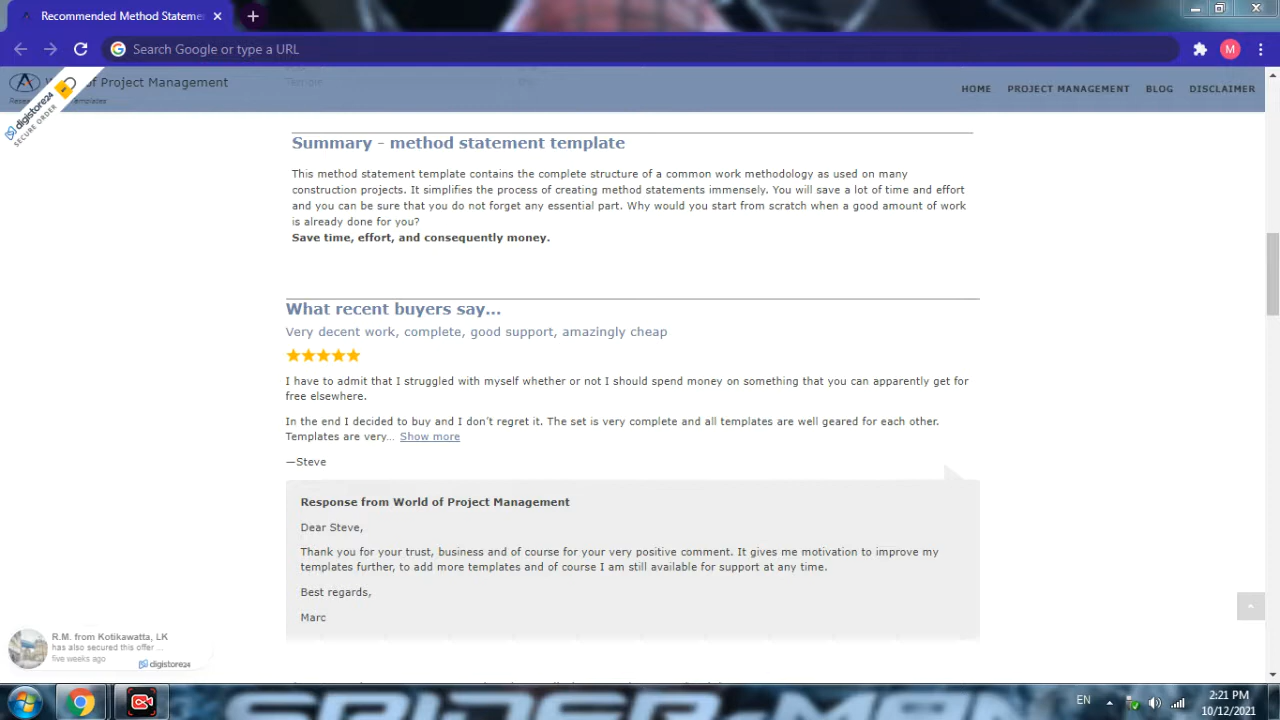 Recommended Method Stateme
Search Google or type a URL
M
of Project Management
Templates
digistore24
SECURE ORDER
HOME PROJECT MANAGEMENT BLOG DISCLAIMER
Summary - method statement template
This method statement template contains the complete structure of a common work methodology as used on many
construction projects. It simplifies the process of creating method statements immensely. You will save a lot of time and effort
and you can be sure that you do not forget any essential part. Why would you start from scratch when a good amount of work
is already done for you?
Save time, effort, and consequently money.
What recent buyers say...
Very decent work, complete, good support, amazingly cheap
I have to admit that I struggled with myself whether or not I should spend money on something that you can apparently get for
free elsewhere.
In the end I decided to buy and I don't regret it. The set is very complete and all templates are well geared for each other.
Templates are very... Show more
—Steve
Response from World of Project Management
Dear Steve,
Thank you for your trust, business and of course for your very positive comment. It gives me motivation to improve my
templates further, to add more templates and of course I am still available for support at any time.
Best regards,
Marc
R.M. from Kotikawatta, LK
has also secured this offer ...
five weeks ago
digistore24
SPIDER-MAN
EN
2:21 PM
10/12/2021